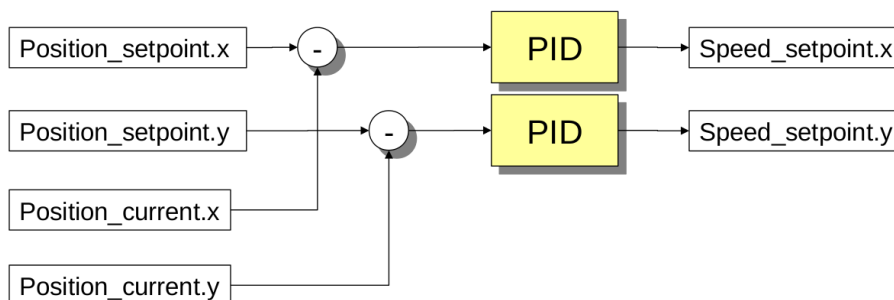 Position_setpoint.x
-
PID
Speed_setpoint.x
Position_setpoint.y
-
PID
Speed_setpoint.y
Position_current.x
Position_current.y